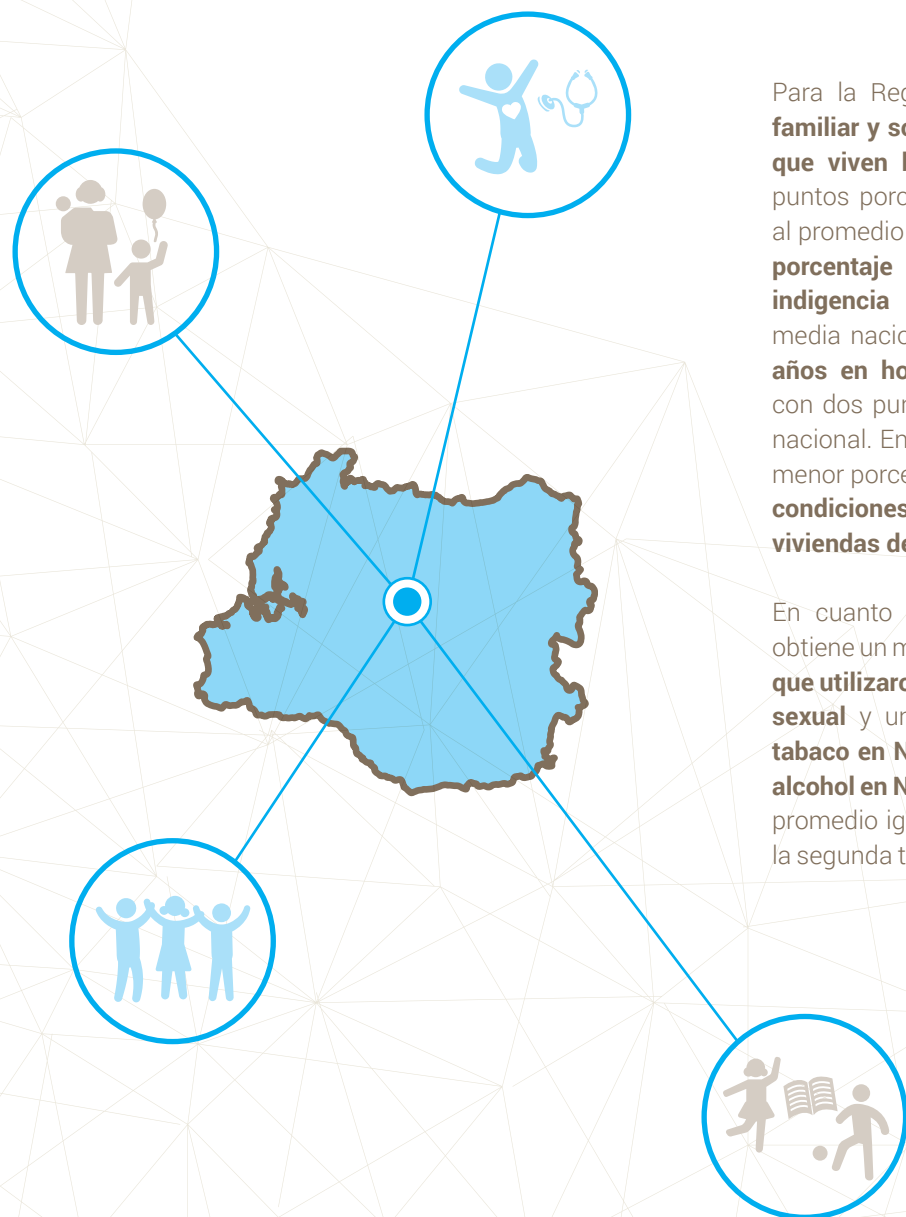 Para la Reg
familiar y so
que viven l
puntos porc
al promedio
porcentaje
indigencia
media nacio
años en ho
con dos pun
nacional. En
menor porce
condiciones
viviendas de
En cuanto
obtiene un m
que utilizaro
sexual y un
tabaco en N
alcohol en N
promedio ig
la segunda t